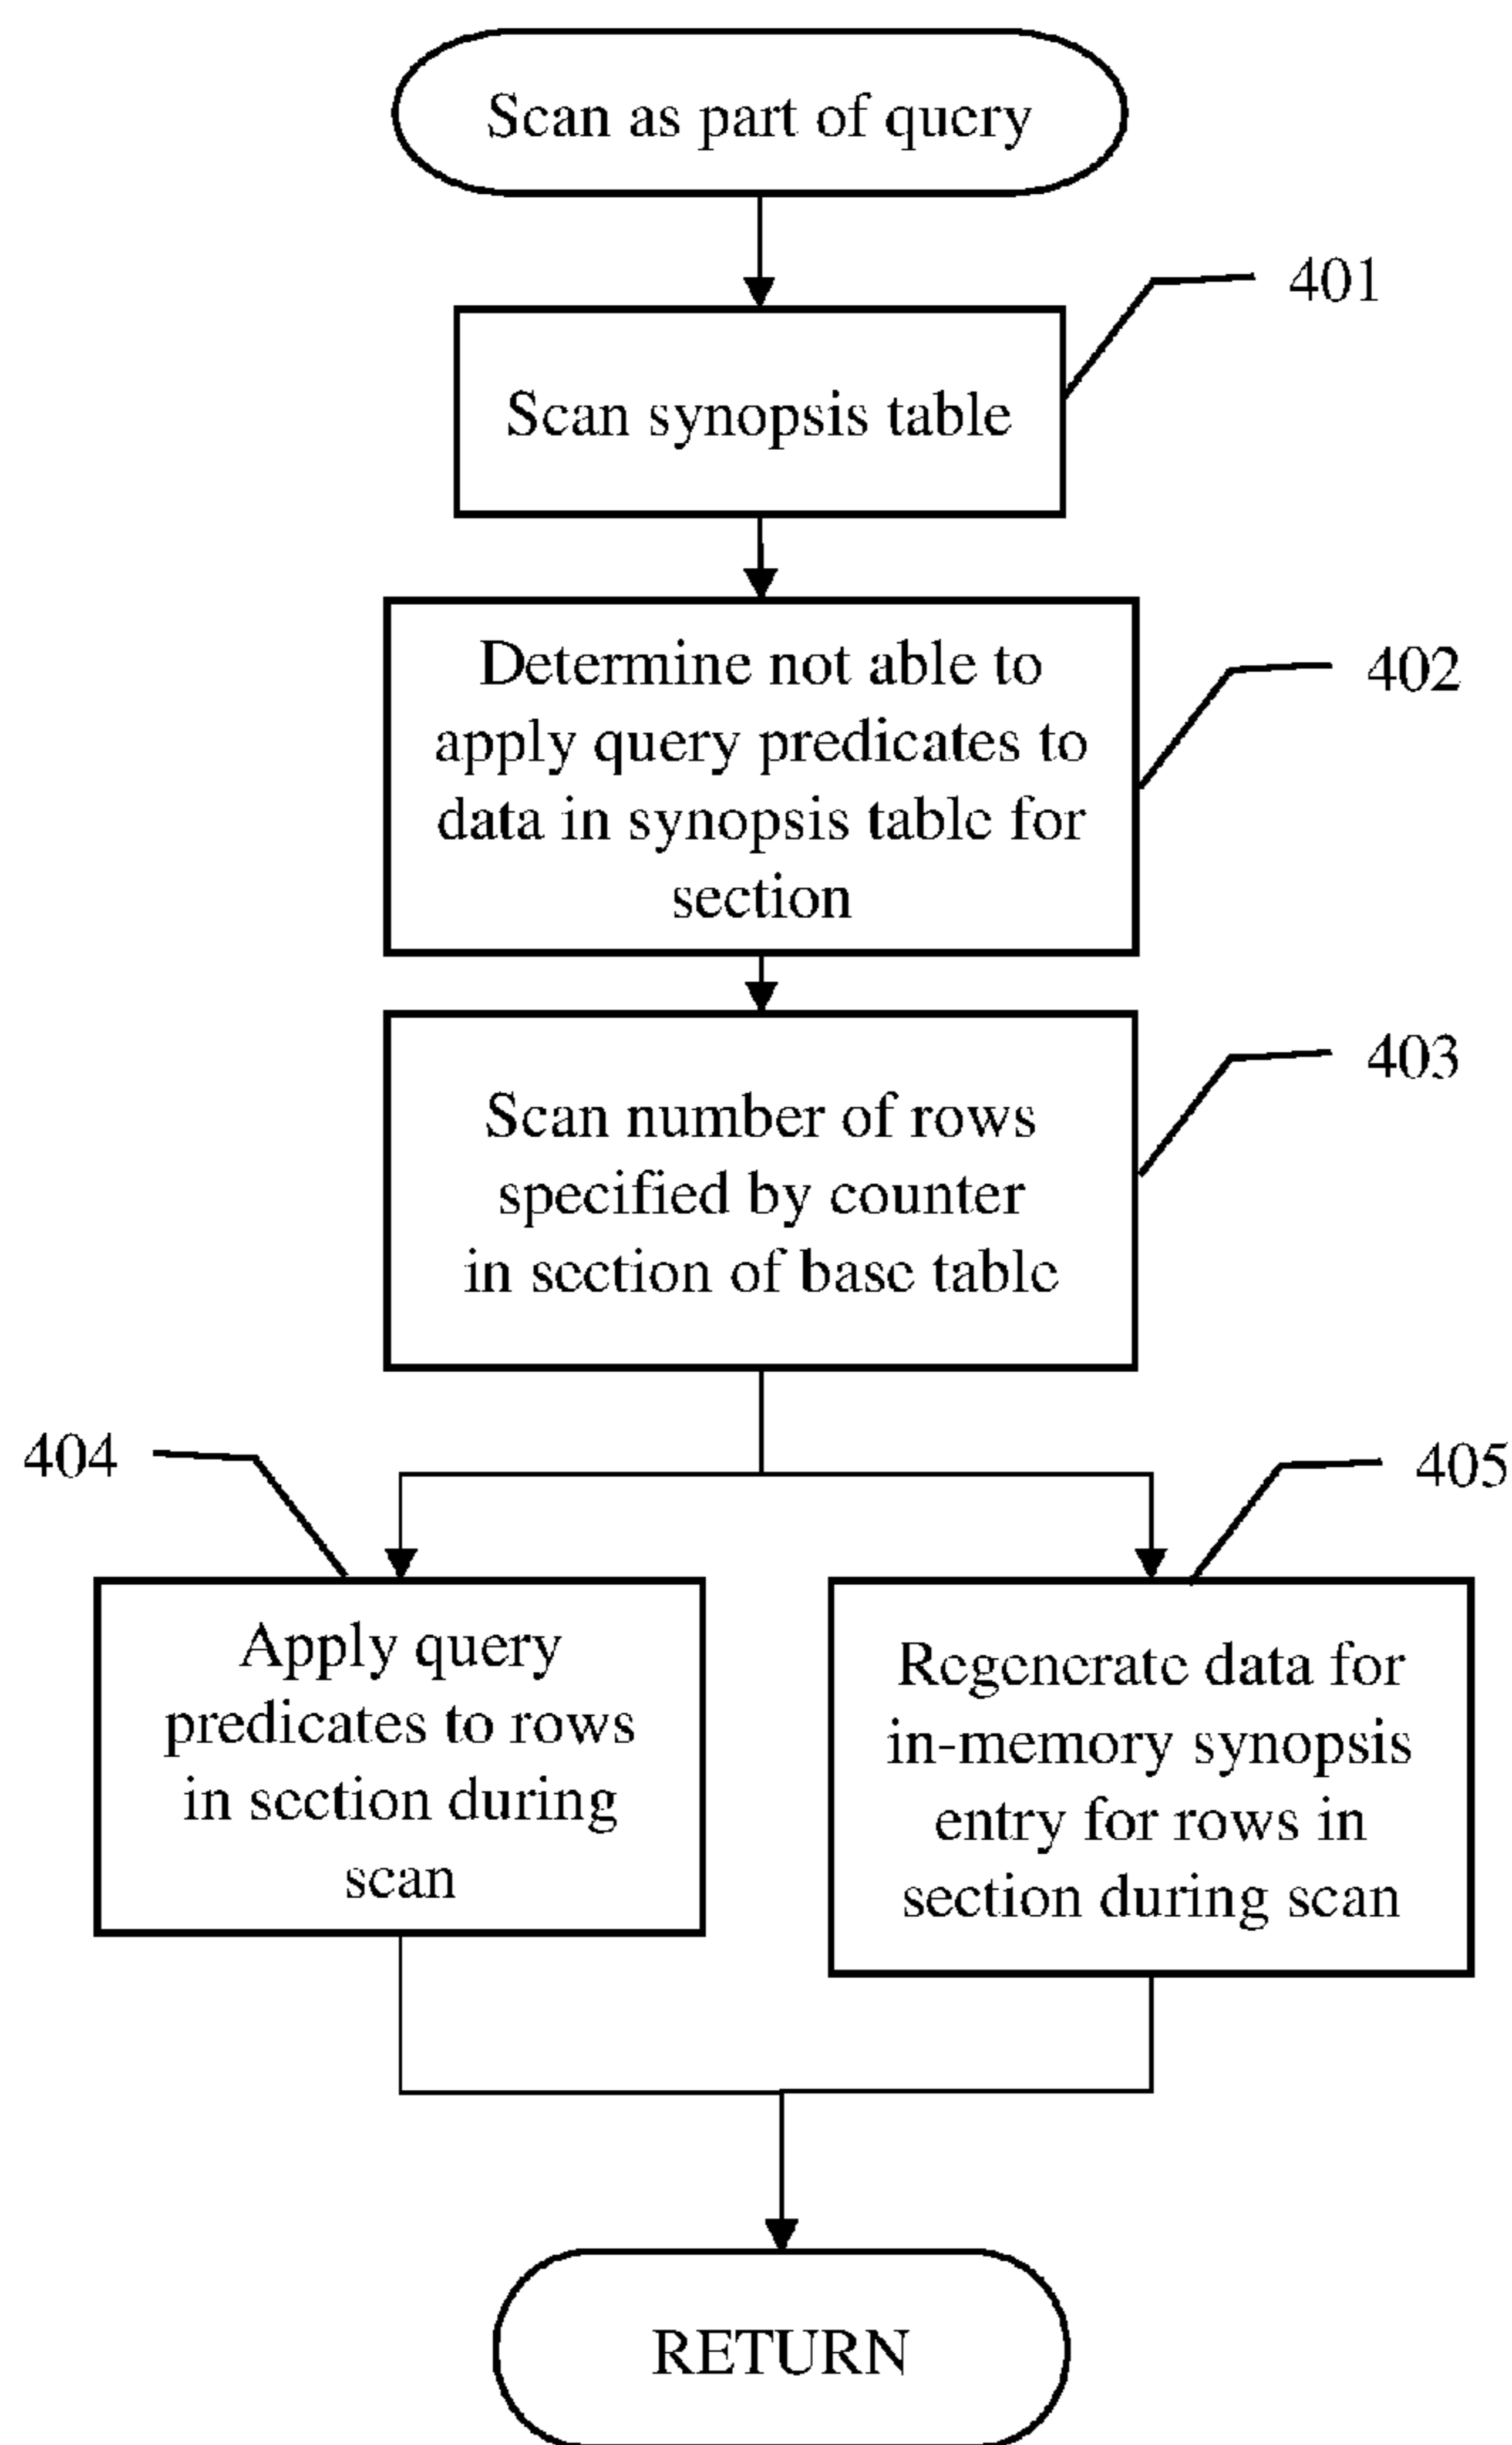 Scan as part of query
401
Scan synopsis table
402
Determine not able to
apply query predicates to
data in synopsis table for
section
403
Scan number of rows
specified by counter
in section of base table
404
405
Apply query
predicates to rows
in section during
scan
Regenerate data for
in-memory synopsis
entry for rows in
section during scan
RETURN